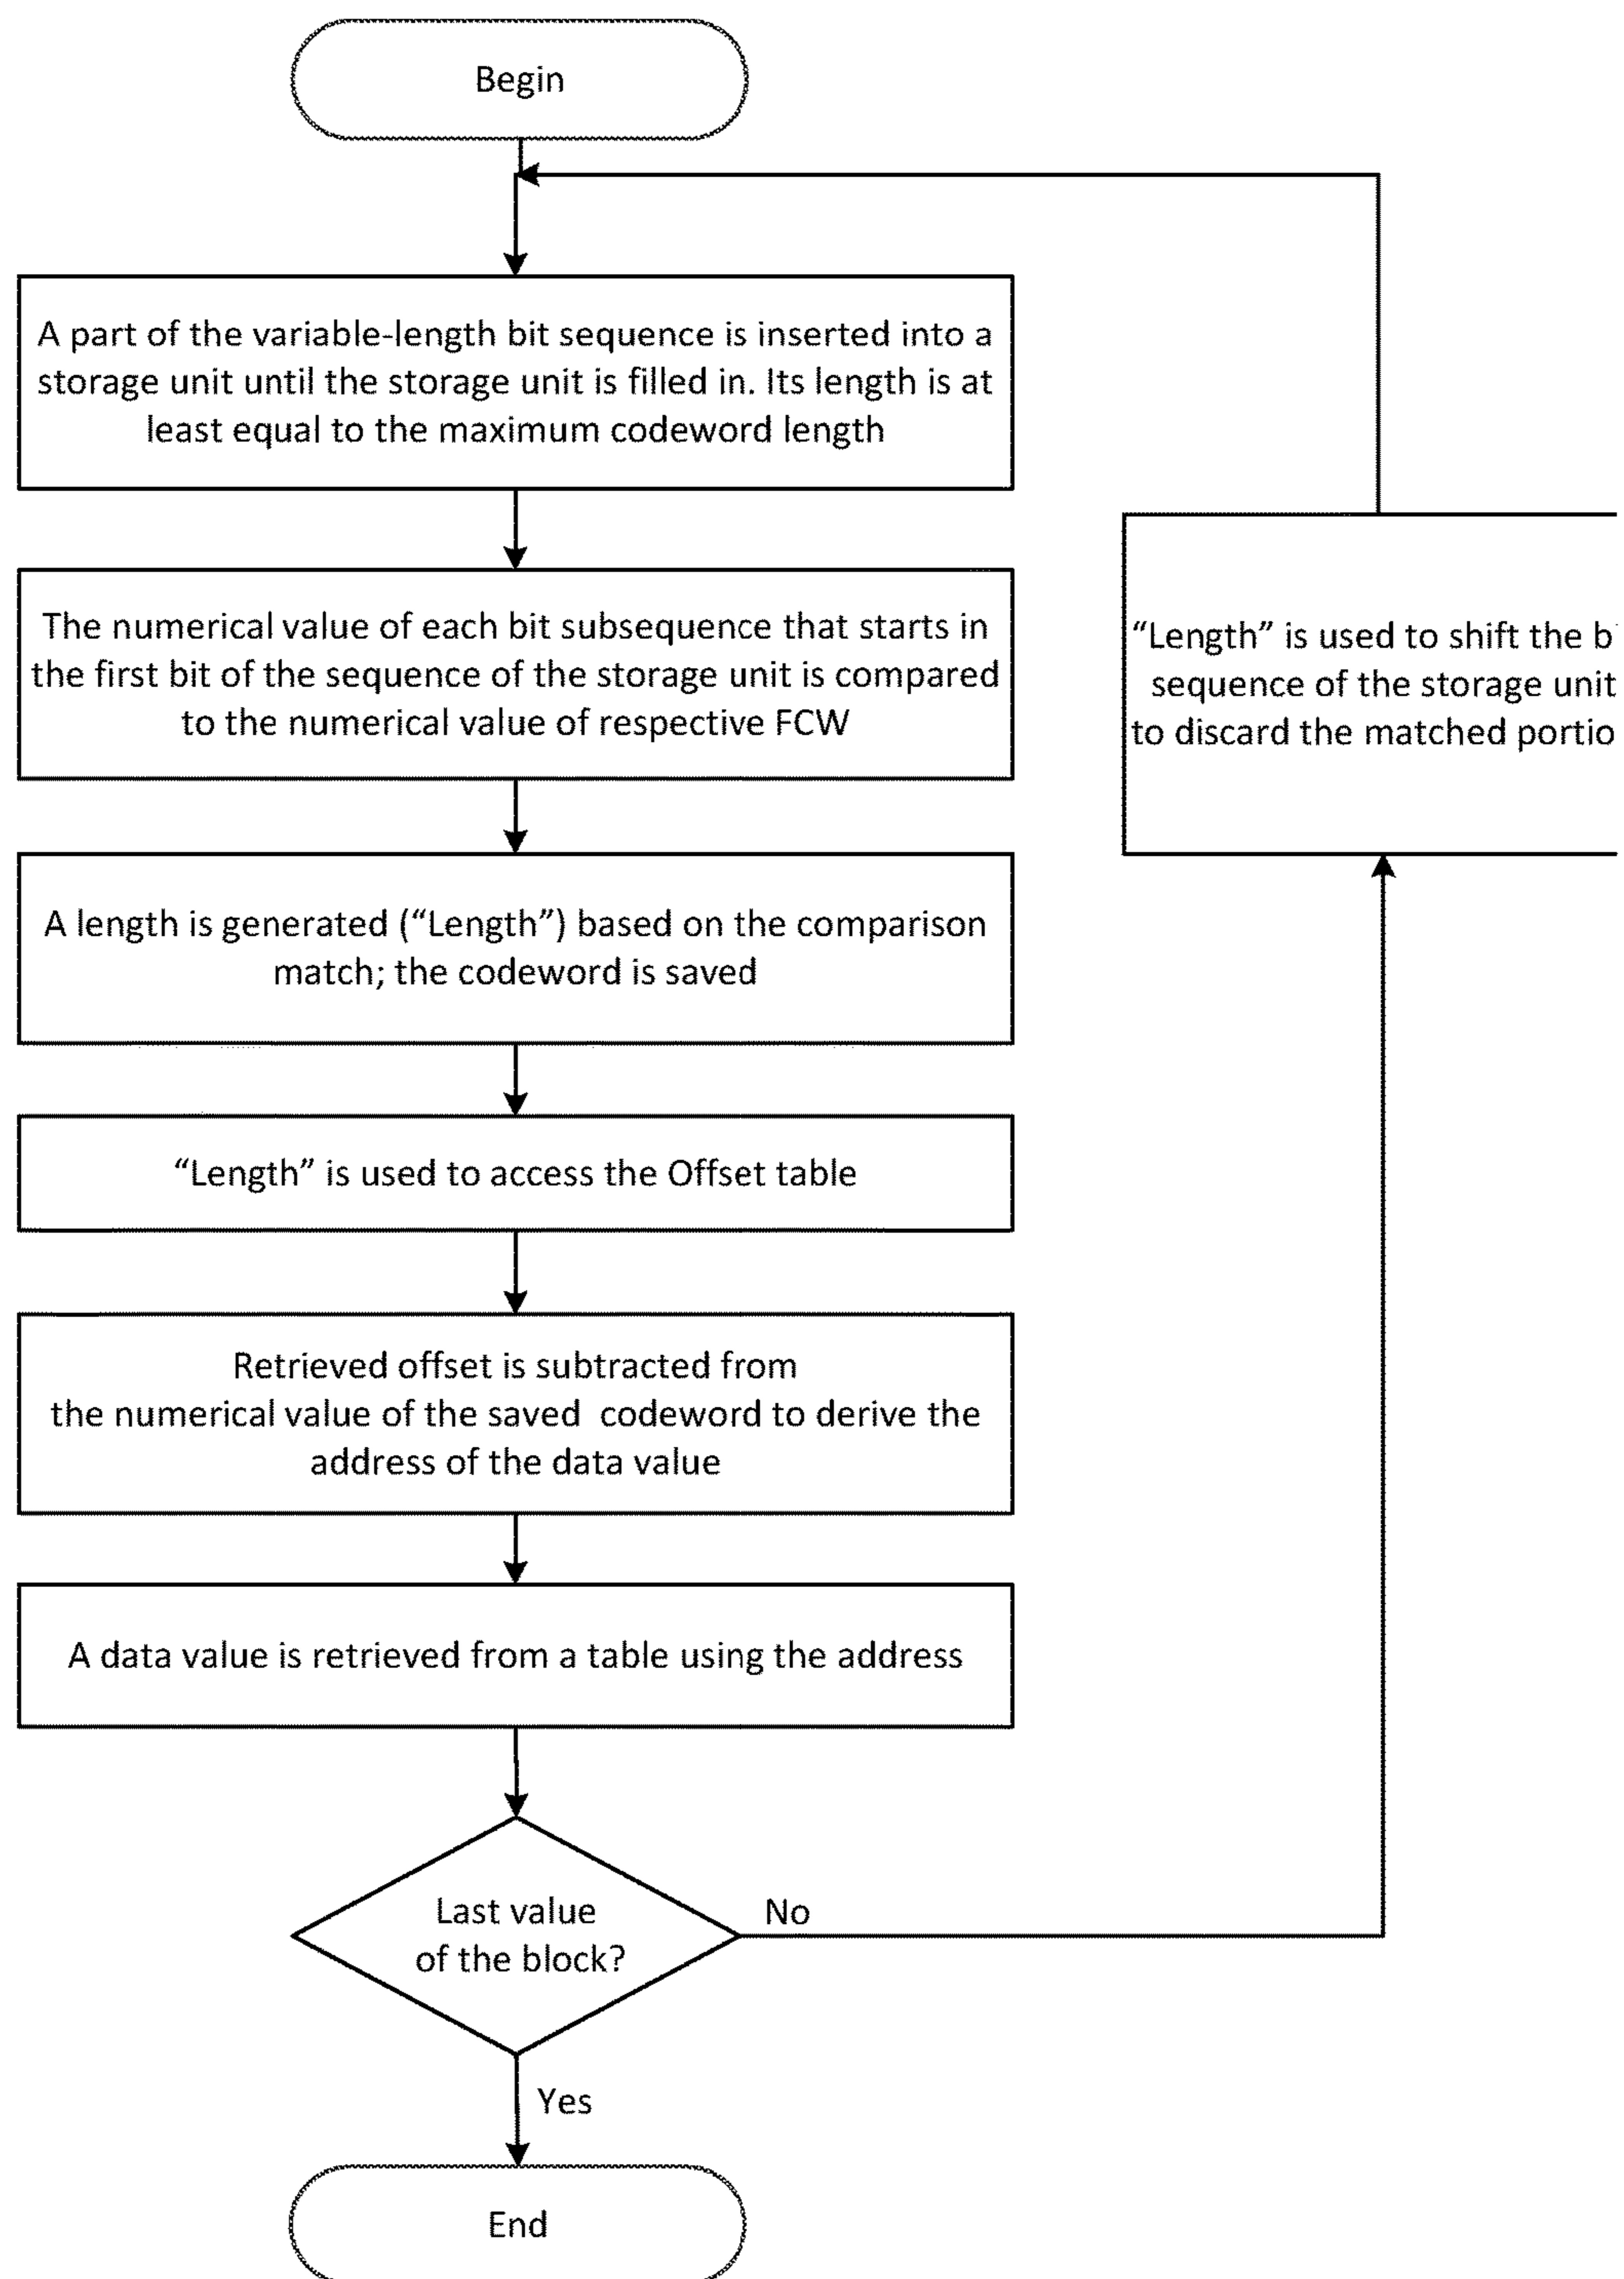 Begin
A part of the variable-length bit sequence is inserted into a
storage unit until the storage unit is filled in. Its length is at
least equal to the maximum codeword length
The numerical value of each bit subsequence that starts in
the first bit of the sequence of the storage unit is compared
to the numerical value of respective FCW
A length is generated (“Length”) based on the comparison
match; the codeword is saved
“Length” is used to access the Offset table
Retrieved offset is subtracted from
the numerical value of the saved codeword to derive the
address of the data value
A data value is retrieved from a table using the address
Last value
of the block?
No
Yes
End
“Length” is used to shift the
sequence of the storage unit
to discard the matched